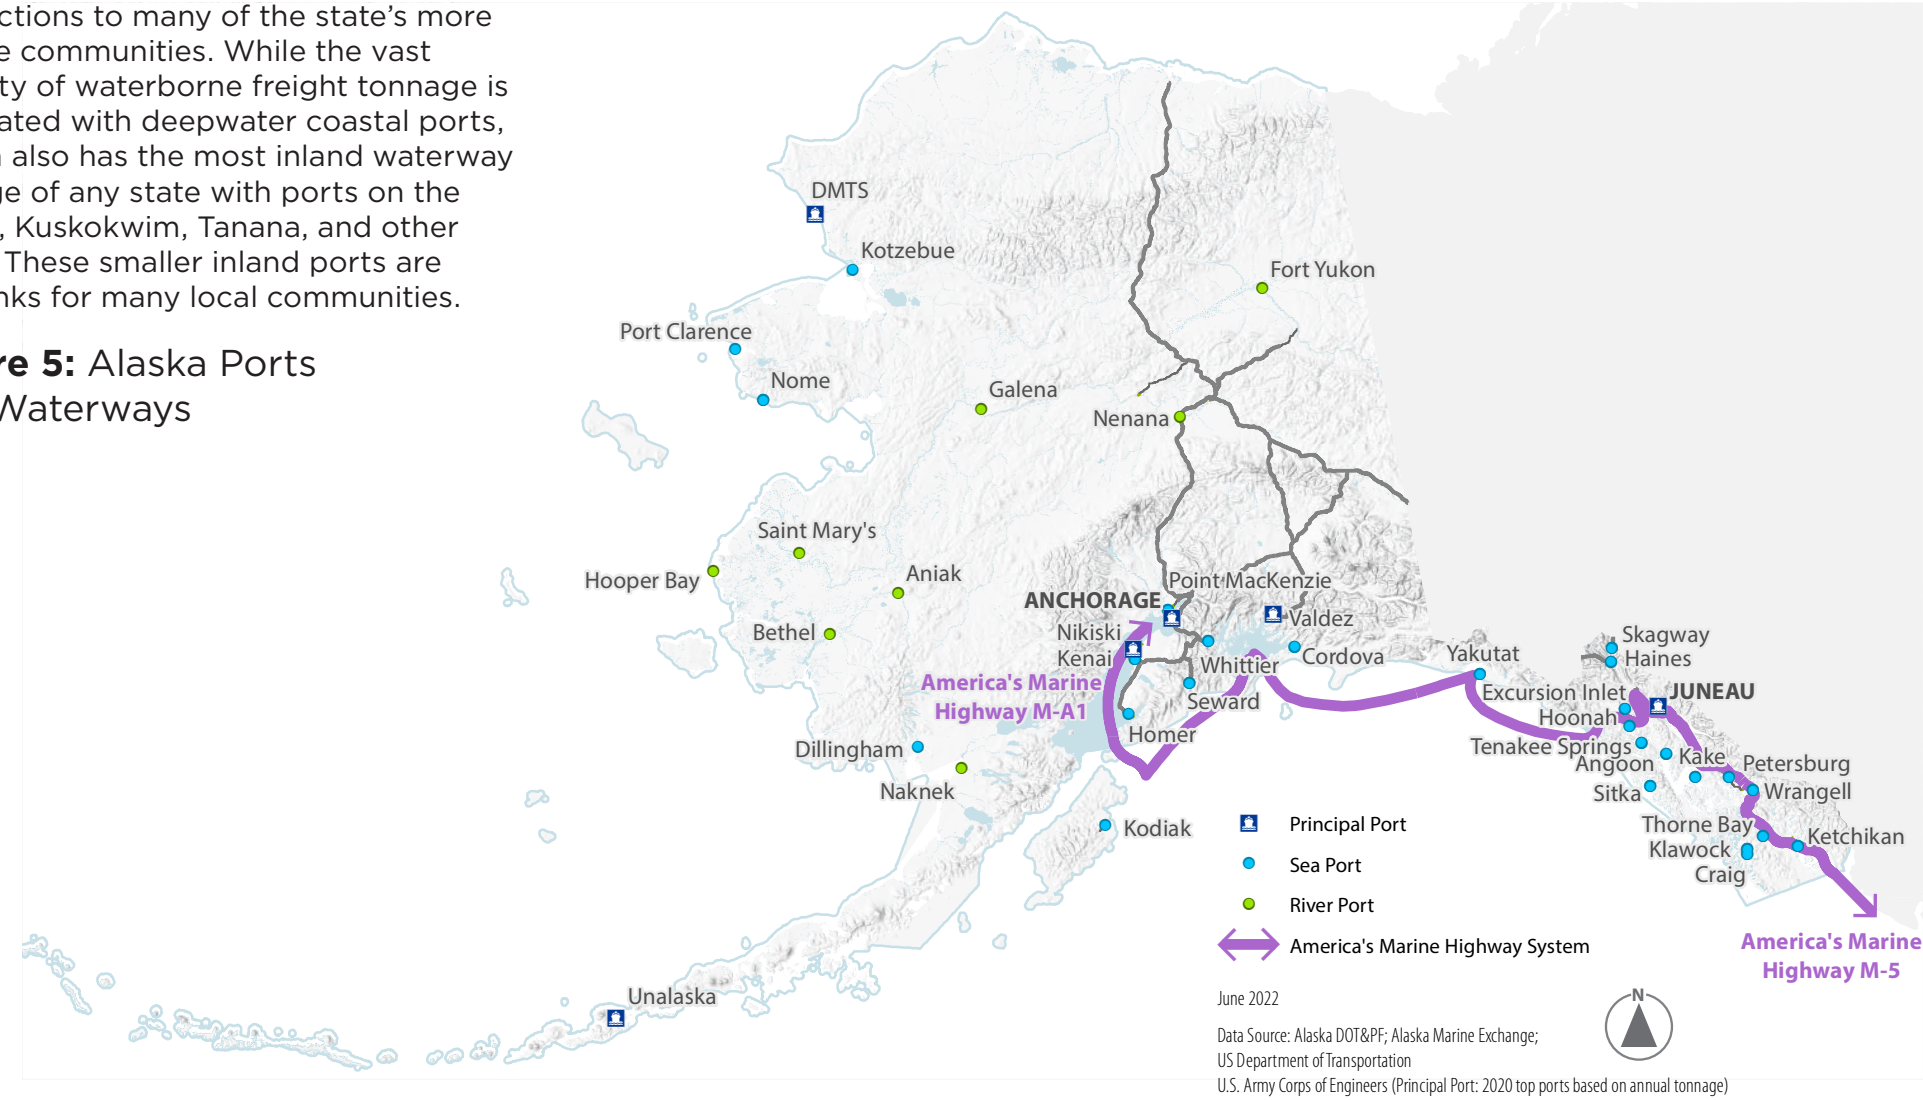 ctions to many of the state's more
e communities. While the vast
ty of waterborne freight tonnage is
ated with deepwater coastal ports,
also has the most inland waterway
ge of any state with ports on the
, Kuskokwim, Tanana, and other
These smaller inland ports are
nks for many local communities.
re 5: Alaska Ports
Waterways
DMTS
Kotzebue
Fort Yukon
Port Clarence
Nome
Galena
Nenana
Saint Mary's
Hooper Bay
Aniak
Bethel
Point MacKenzie
ANCHORAGE
Valdez
Nikiski
Kenai
Whittier
Cordova
Yakutat
Skagway
Haines
America's Marine
Highway M-A1
Seward
Excursion Inlet
JUNEAU
Hoonah
Homer
Dillingham
Tenakee Springs
Angoon
Kake
Petersburg
Naknek
Sitka
Wrangell
Kodiak
Thorne Bay
Ketchikan
Klawock
Craig
Principal Port
Sea Port
River Port
America's Marine Highway System
America's Marine
Highway M-5
Unalaska
June 2022
N
Data Source: Alaska DOT&PF; Alaska Marine Exchange;
US Department of Transportation
U.S. Army Corps of Engineers (Principal Port: 2020 top ports based on annual tonnage)